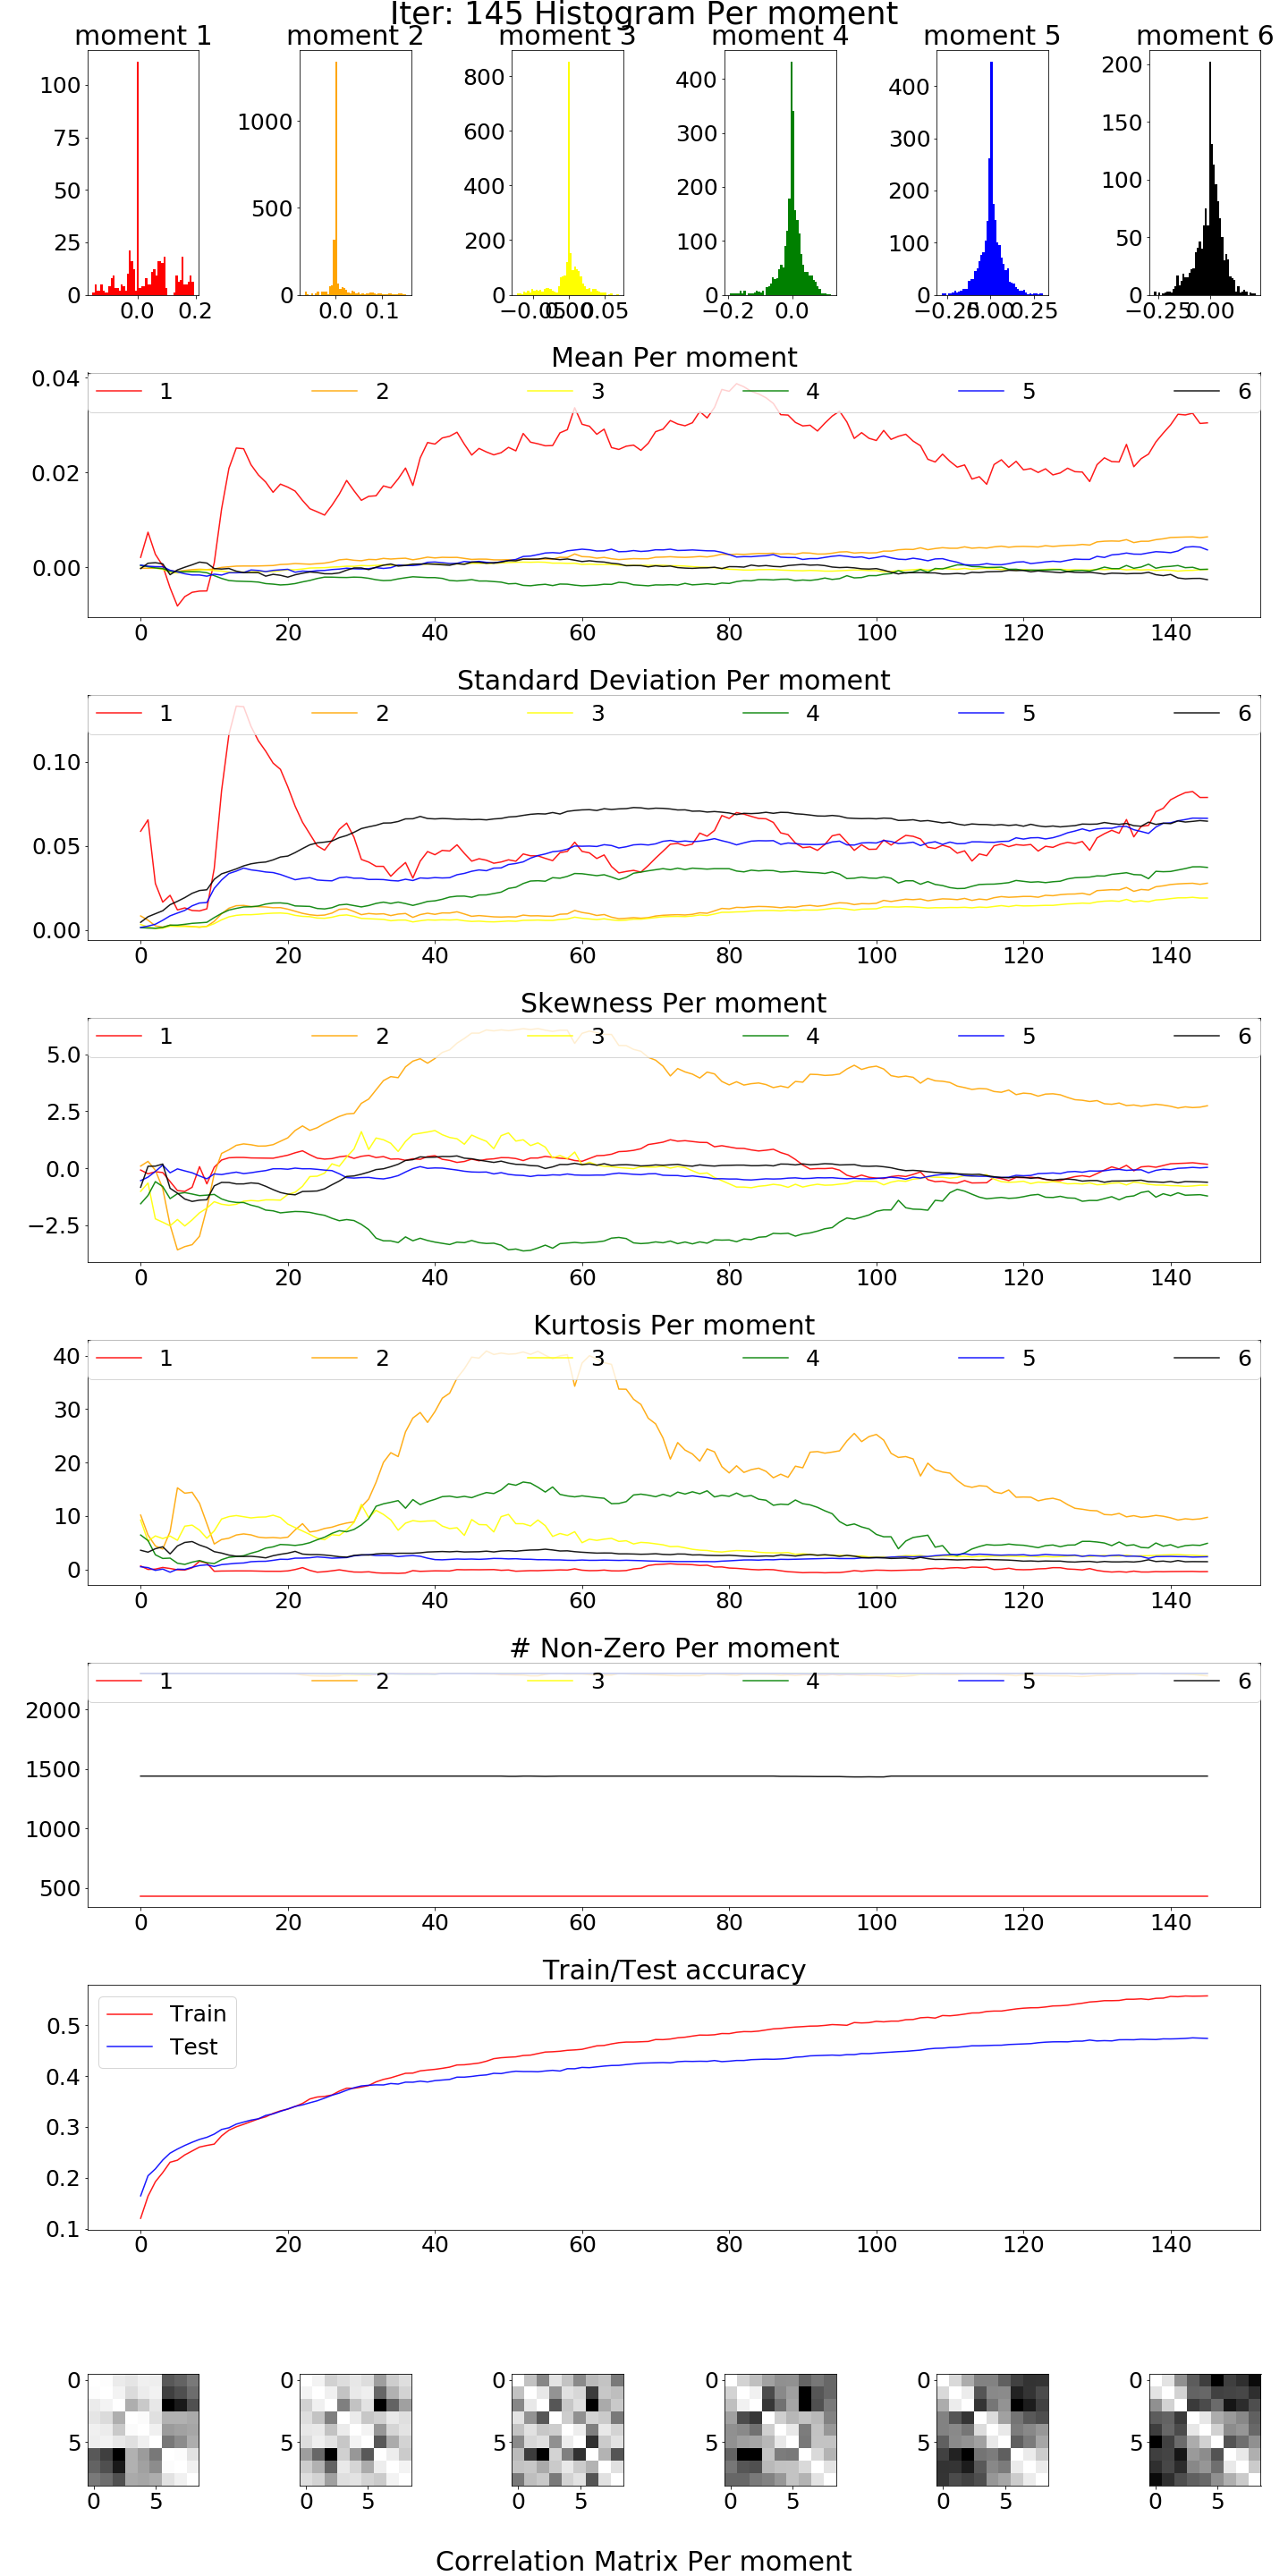 Iter: 145 Histogram Per moment
moment 1 moment 2 moment 3 moment 4 moment 5 moment 6
100 75 50 25 0
0.0 0.2
1000 500 0
0.0 0.1
800 600 400 200 0
−0.05 0.00 0.05
400 300 200 100 0
−0.2 0.0
400 300 200 100 0
−0.25 0.00 0.25
200 150 100 50 0
−0.25 0.00
Mean Per moment
1 2 3 4 5 6
0.04
0.02
0.00
0 20 40 60 80 100 120 140
Standard Deviation Per moment
1 2 3 4 5 6
0.10
0.05
0.00
0 20 40 60 80 100 120 140
Skewness Per moment
1 2 3 4 5 6
5.0
2.5
0.0
−2.5
0 20 40 60 80 100 120 140
Kurtosis Per moment
1 2 3 4 5 6
40
30
20
10
0
0 20 40 60 80 100 120 140
# Non-Zero Per moment
1 2 3 4 5 6
2000
1500
1000
500
0 20 40 60 80 100 120 140
Train/Test accuracy
Train
Test
0.5
0.4
0.3
0.2
0.1
0 20 40 60 80 100 120 140
0 0 0 0 0 0
5 5 5 5 5 5
0 5 0 5 0 5 0 5 0 5 0 5
Correlation Matrix Per moment